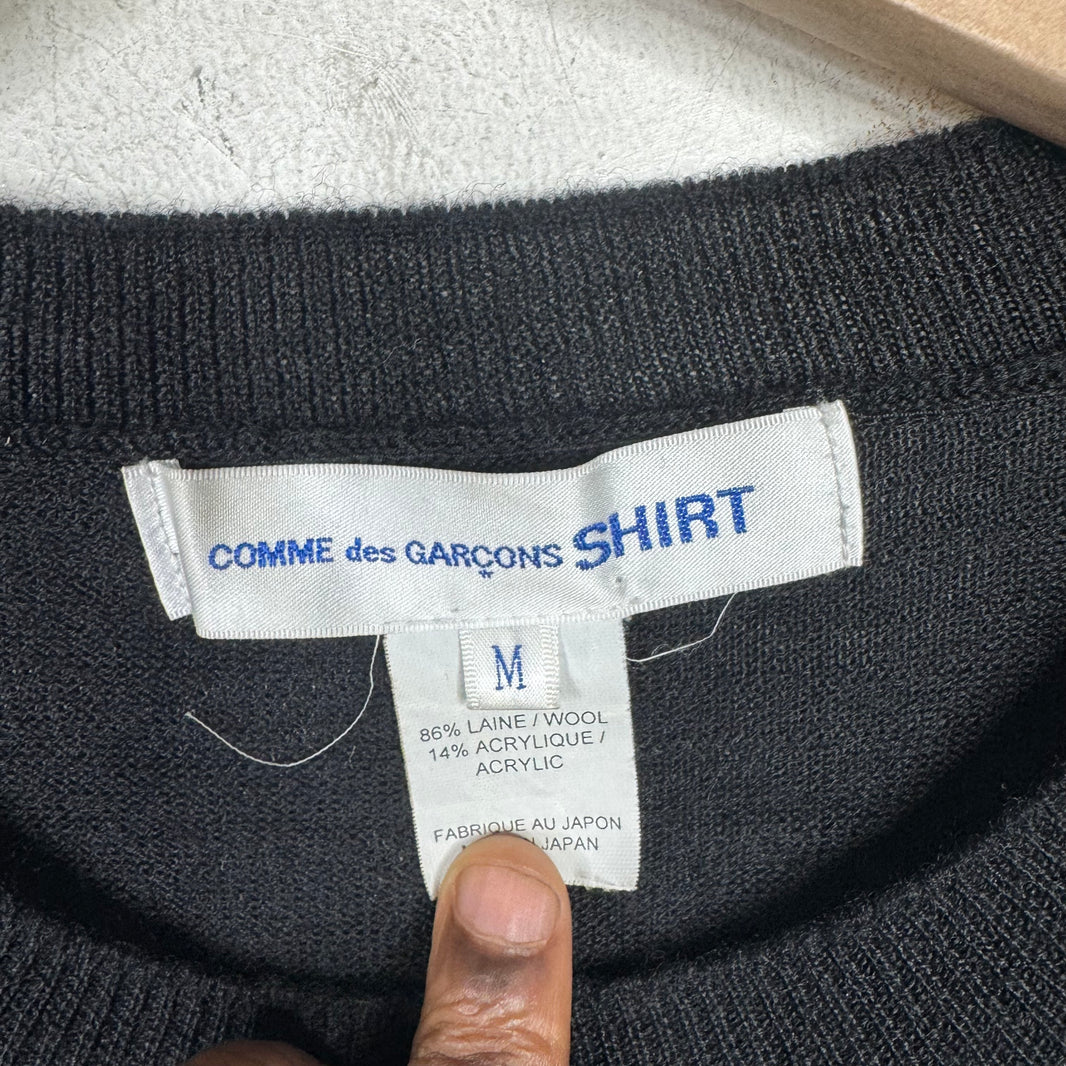 COMME des GARÇONS SHIRT
M
86% LAINE / WOOL
14% ACRYLIQUE /
ACRYLIC
FABRIQUE AU JAPON
JAPAN